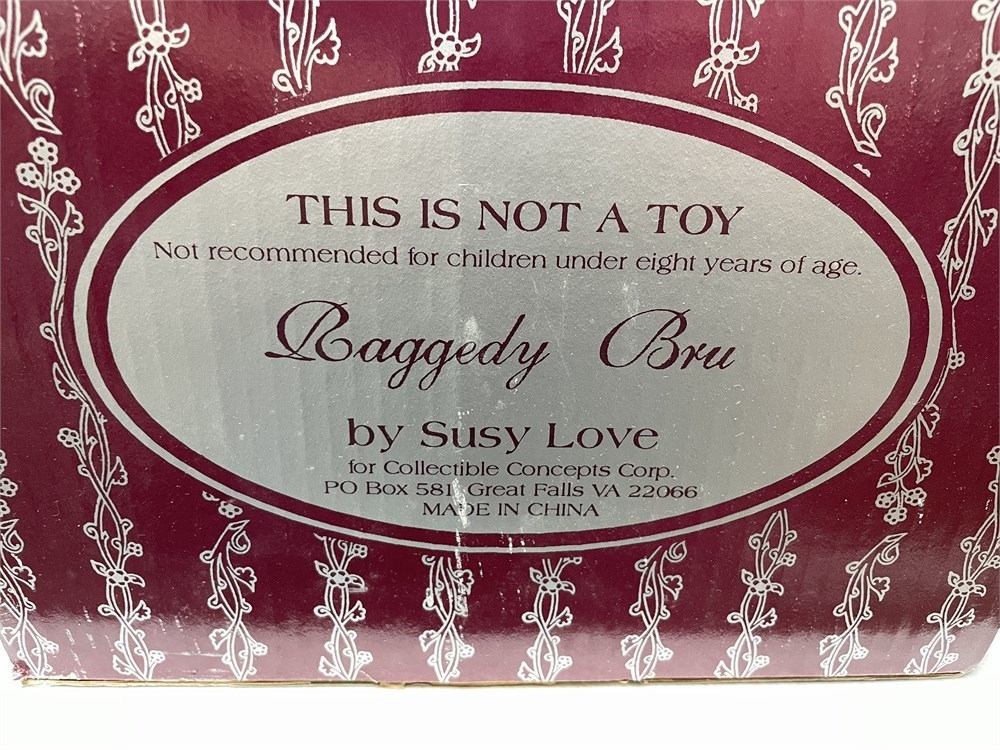 THIS IS NOT A TOY
Not recommended for children under eight years of age.
Raggedy Bru
by Susy Love
for Collectible Concepts Corp.
PO Box 581, Great Falls VA 22066
MADE IN CHINA